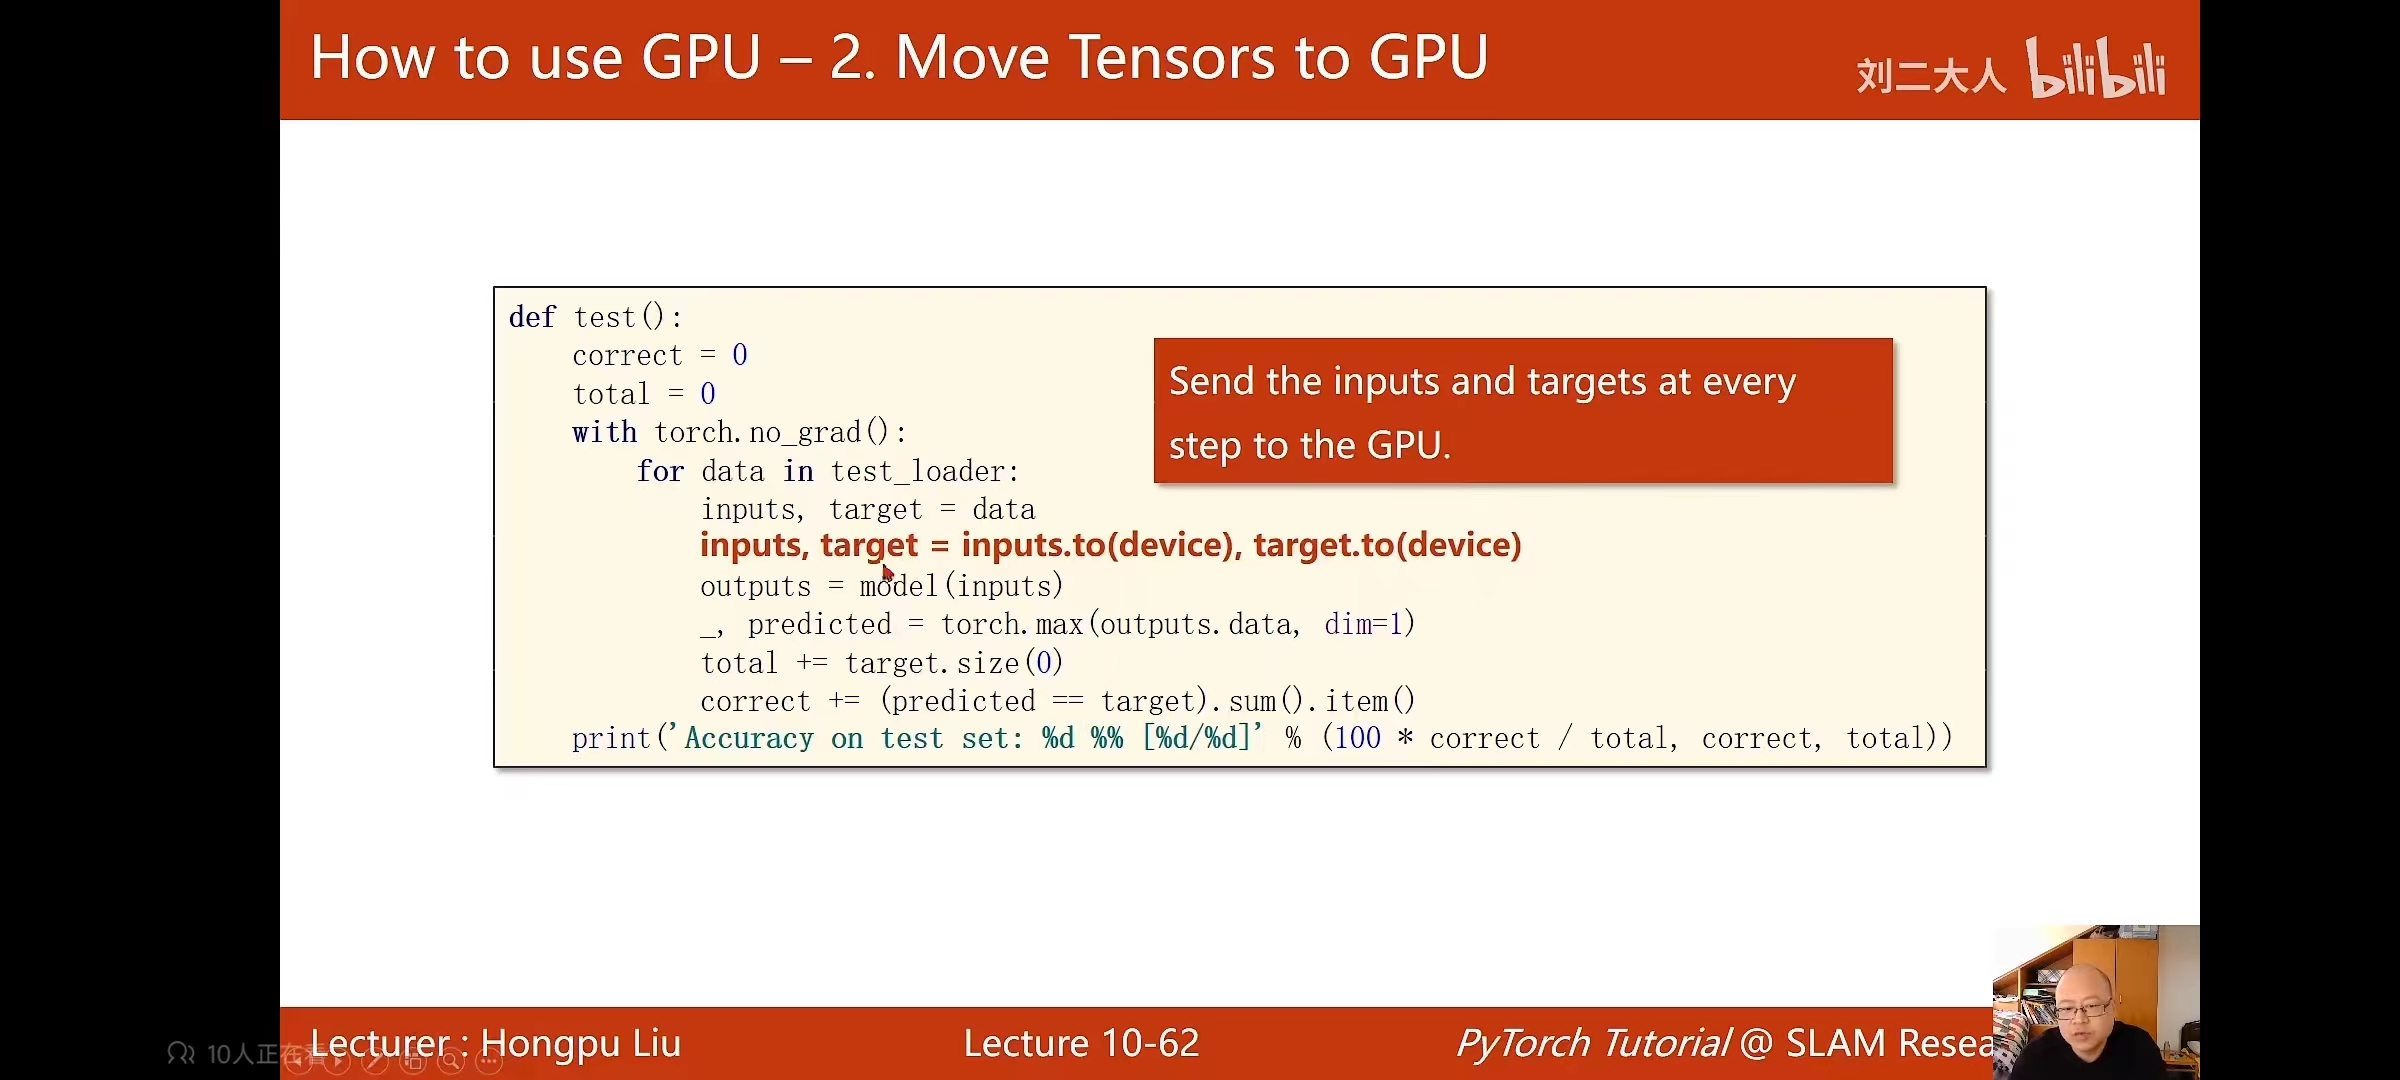 How to use GPU – 2. Move Tensors to GPU
刘二大人 bilibili
def test():
correct = 0
total = 0
with torch.no_grad():
for data in test_loader:
inputs, target = data
inputs, target = inputs.to(device), target.to(device)
outputs = model(inputs)
_, predicted = torch.max(outputs.data, dim=1)
total += target.size(0)
correct += (predicted == target).sum().item()
print('Accuracy on test set: %d %% [%d/%d]' % (100 * correct / total, correct, total))
Send the inputs and targets at every
step to the GPU.
10人正在看
Lecturer : Hongpu Liu
Lecture 10-62
PyTorch Tutorial @ SLAM Resea